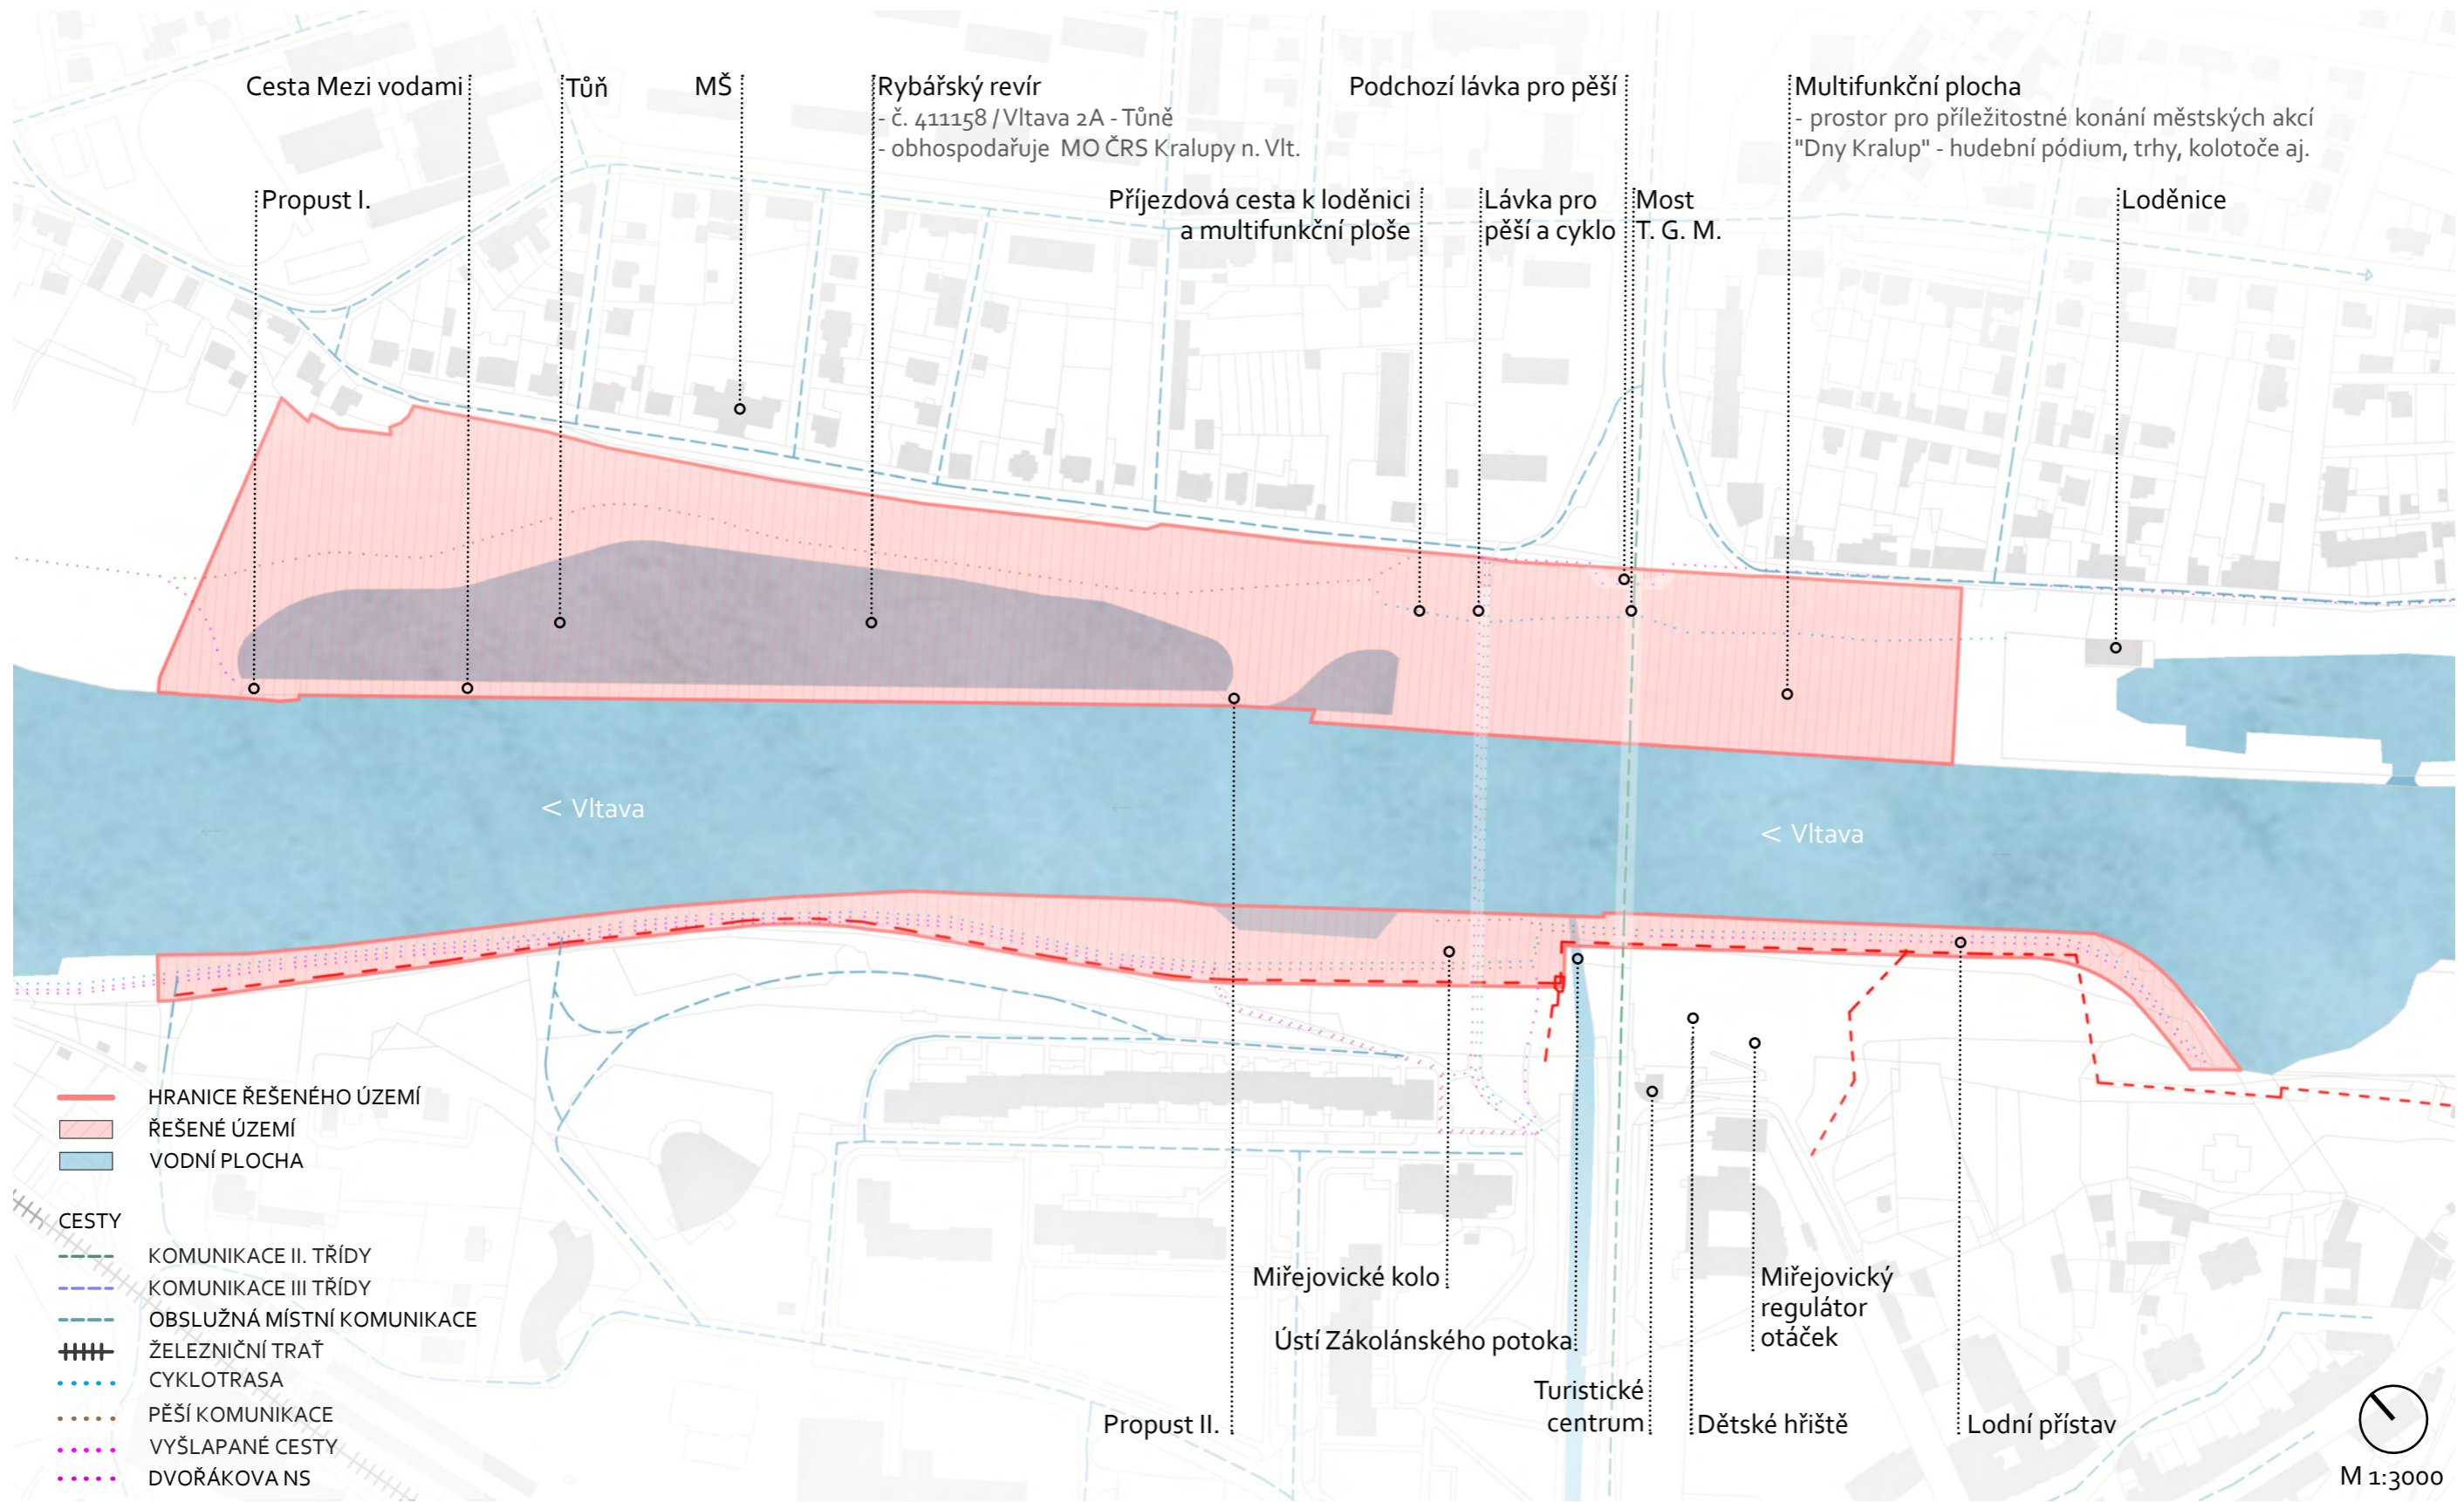 Cesta Mezi vodami
Tůň
MŠ
Rybářský revír
- č. 411158 / Vltava 2A - Tůně
- obhospodařuje MO ČRS Kralupy n. Vlt.
Podchozí lávka pro pěší
Multifunkční plocha
- prostor pro příležitostné konání městských akcí
"Dny Kralup" - hudební pódium, trhy, kolotoče aj.
Propust I.
Příjezdová cesta k loděnici
a multifunkční ploše
Lávka pro
pěší a cyklo
Most
T. G. M.
Loděnice
< Vltava
< Vltava
HRANICE ŘEŠENÉHO ÚZEMÍ
ŘEŠENÉ ÚZEMÍ
VODNÍ PLOCHA
CESTY
KOMUNIKACE II. TŘÍDY
KOMUNIKACE III TŘÍDY
OBSLUŽNÁ MÍSTNÍ KOMUNIKACE
ŽELEZNIČNÍ TRAŤ
CYKLOTRASA
PĚŠÍ KOMUNIKACE
VYŠLAPANÉ CESTY
DVOŘÁKOVA NS
Miřejovické kolo
Ústí Zákolánského potoka
Propust II.
Turistické
centrum
Dětské hřiště
Miřejovický
regulátor
otáček
Lodní přístav
M 1:3000